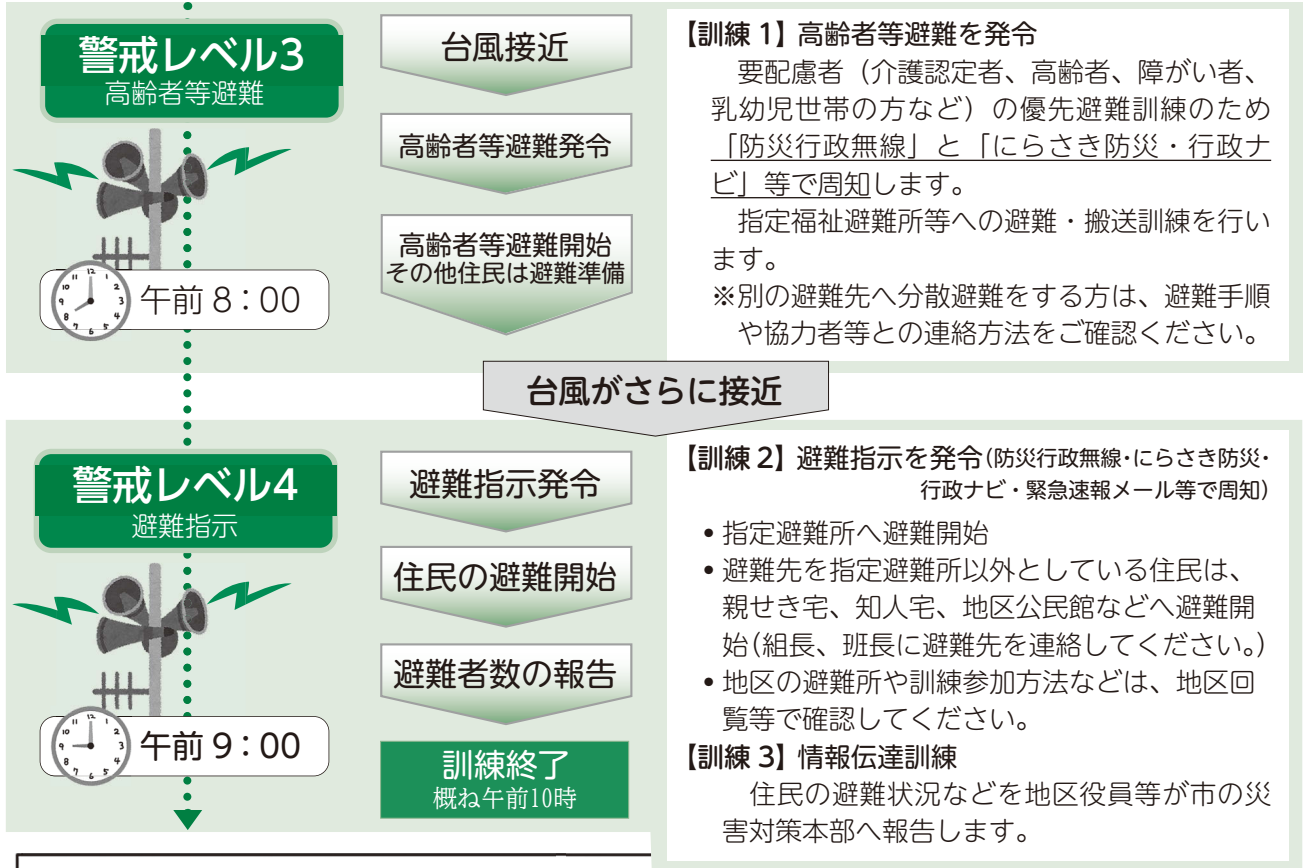 警戒レベル3
高齢者等避難
午前8：00
台風接近
高齢者等避難発令
高齢者等避難開始
その他住民は避難準備
【訓練 1】高齢者等避難を発令
要配慮者（介護認定者、高齢者、障がい者、
乳幼児世帯の方など）の優先避難訓練のため
「防災行政無線」と「にらさき防災・行政ナ
ビ」等で周知します。
指定福祉避難所等への避難・搬送訓練を行い
ます。
※別の避難先へ分散避難をする方は、避難手順
や協力者等との連絡方法をご確認ください。
台風がさらに接近
警戒レベル4
避難指示
午前9：00
避難指示発令
住民の避難開始
避難者数の報告
訓練終了
概ね午前10時
【訓練 2】避難指示を発令(防災行政無線・にらさき防災・
行政ナビ・緊急速報メール等で周知)
• 指定避難所へ避難開始
• 避難先を指定避難所以外としている住民は、
親せき宅、知人宅、地区公民館などへ避難開
始(組長、班長に避難先を連絡してください。)
• 地区の避難所や訓練参加方法などは、地区回
覧等で確認してください。
【訓練 3】情報伝達訓練
住民の避難状況などを地区役員等が市の災
害対策本部へ報告します。